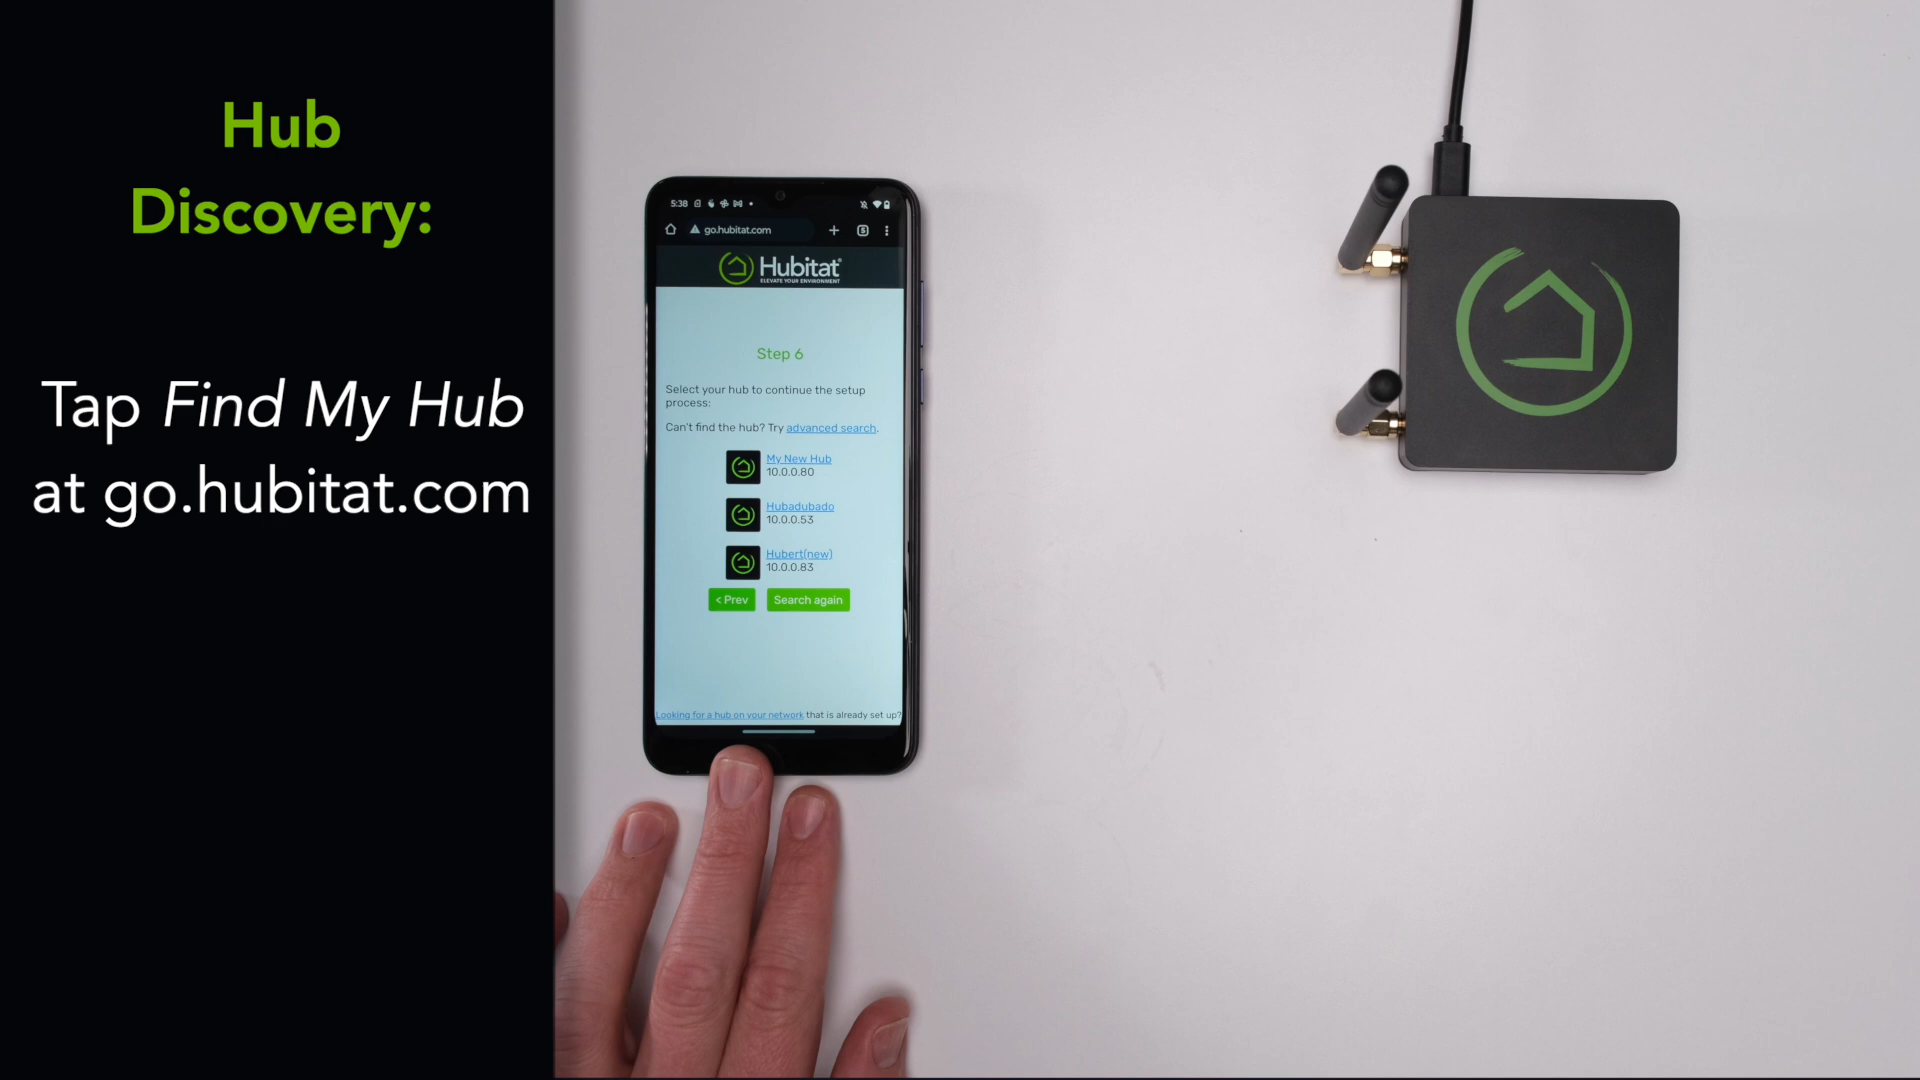 Hub
Discovery:
Tap Find My Hub
at go.hubitat.com
5:38
go.hubitat.com
5
Hubitat®
ELEVATE YOUR ENVIRONMENT
Step 6
Select your hub to continue the setup
process:
Can't find the hub? Try advanced search.
My New Hub
10.0.0.80
Hubadubado
10.0.0.53
Hubert(new)
10.0.0.83
< Prev
Search again
Looking for a hub on your network that is already set up?